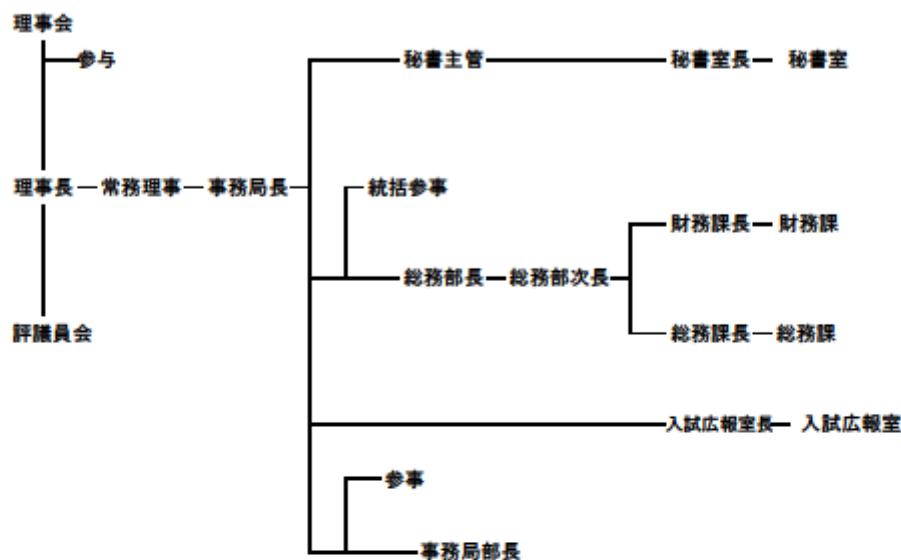 理事会
参与
秘書主管
秘書室長
秘書室
理事長
常務理事
事務局長
統括参事
財務課長
財務課
総務部長
総務部次長
評議員会
総務課長
総務課
入試広報室長
入試広報室
参事
事務局部長